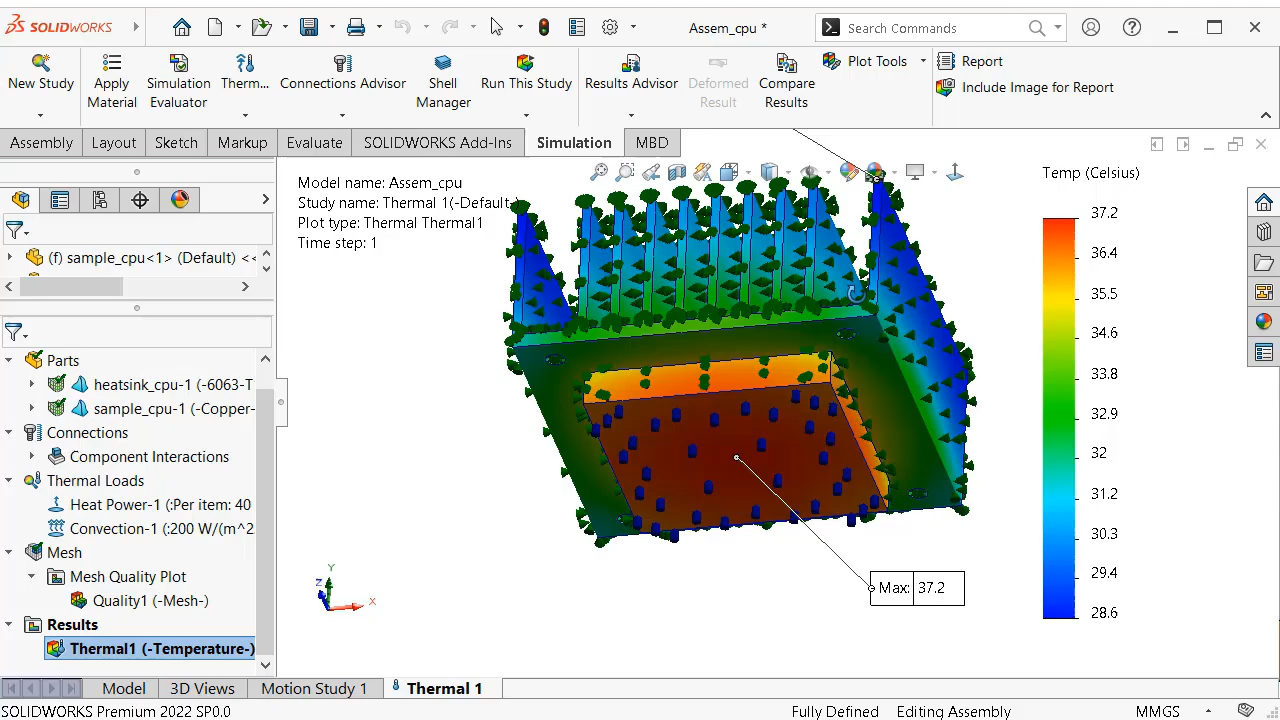 SOLIDWORKS
Assem_cpu *
Search Commands
New Study
Apply Material
Simulation Evaluator
Therm...
Connections Advisor
Shell Manager
Run This Study
Results Advisor
Deformed Result
Compare Results
Plot Tools
Report
Include Image for Report
Assembly
Layout
Sketch
Markup
Evaluate
SOLIDWORKS Add-Ins
Simulation
MBD
Model name: Assem_cpu
Study name: Thermal 1(-Default
Plot type: Thermal Thermal1
Time step: 1
Temp (Celsius)
37.2
36.4
35.5
34.6
33.8
32.9
32
31.2
30.3
29.4
28.6
Max: 37.2
Y
Z
X
(f) sample_cpu<1> (Default) <<
Parts
heatsink_cpu-1 (-6063-T
sample_cpu-1 (-Copper-
Connections
Component Interactions
Thermal Loads
Heat Power-1 (:Per item: 40
Convection-1 (:200 W/(m^2
Mesh
Mesh Quality Plot
Quality1 (-Mesh-)
Results
Thermal1 (-Temperature-)
Model
3D Views
Motion Study 1
Thermal 1
SOLIDWORKS Premium 2022 SP0.0
Fully Defined
Editing Assembly
MMGS